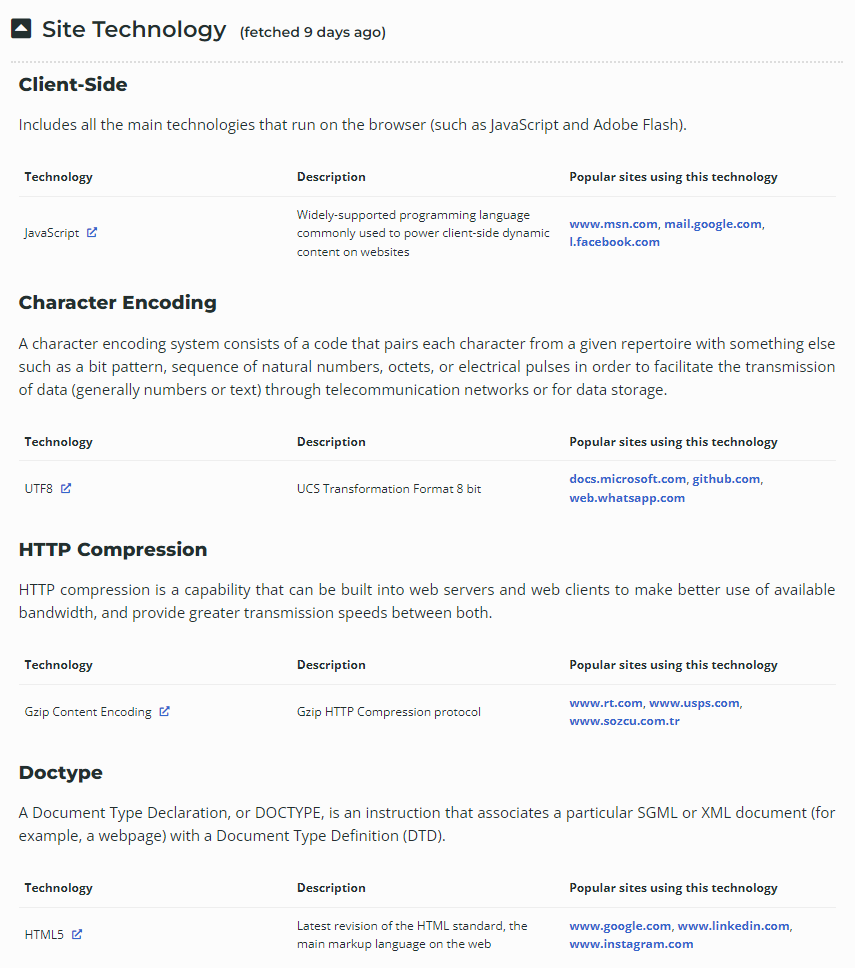 Site Technology (fetched 9 days ago)
Client-Side
Includes all the main technologies that run on the browser (such as JavaScript and Adobe Flash).
Technology Description Popular sites using this technology
JavaScript
Widely-supported programming language
commonly used to power client-side dynamic
content on websites
www.msn.com, mail.google.com,
l.facebook.com
Character Encoding
A character encoding system consists of a code that pairs each character from a given repertoire with something else
such as a bit pattern, sequence of natural numbers, octets, or electrical pulses in order to facilitate the transmission
of data (generally numbers or text) through telecommunication networks or for data storage.
Technology Description Popular sites using this technology
UTF8
UCS Transformation Format 8 bit
docs.microsoft.com, github.com,
web.whatsapp.com
HTTP Compression
HTTP compression is a capability that can be built into web servers and web clients to make better use of available
bandwidth, and provide greater transmission speeds between both.
Technology Description Popular sites using this technology
Gzip Content Encoding
Gzip HTTP Compression protocol
www.rt.com, www.usps.com,
www.sozcu.com.tr
Doctype
A Document Type Declaration, or DOCTYPE, is an instruction that associates a particular SGML or XML document (for
example, a webpage) with a Document Type Definition (DTD).
Technology Description Popular sites using this technology
HTML5
Latest revision of the HTML standard, the
main markup language on the web
www.google.com, www.linkedin.com,
www.instagram.com